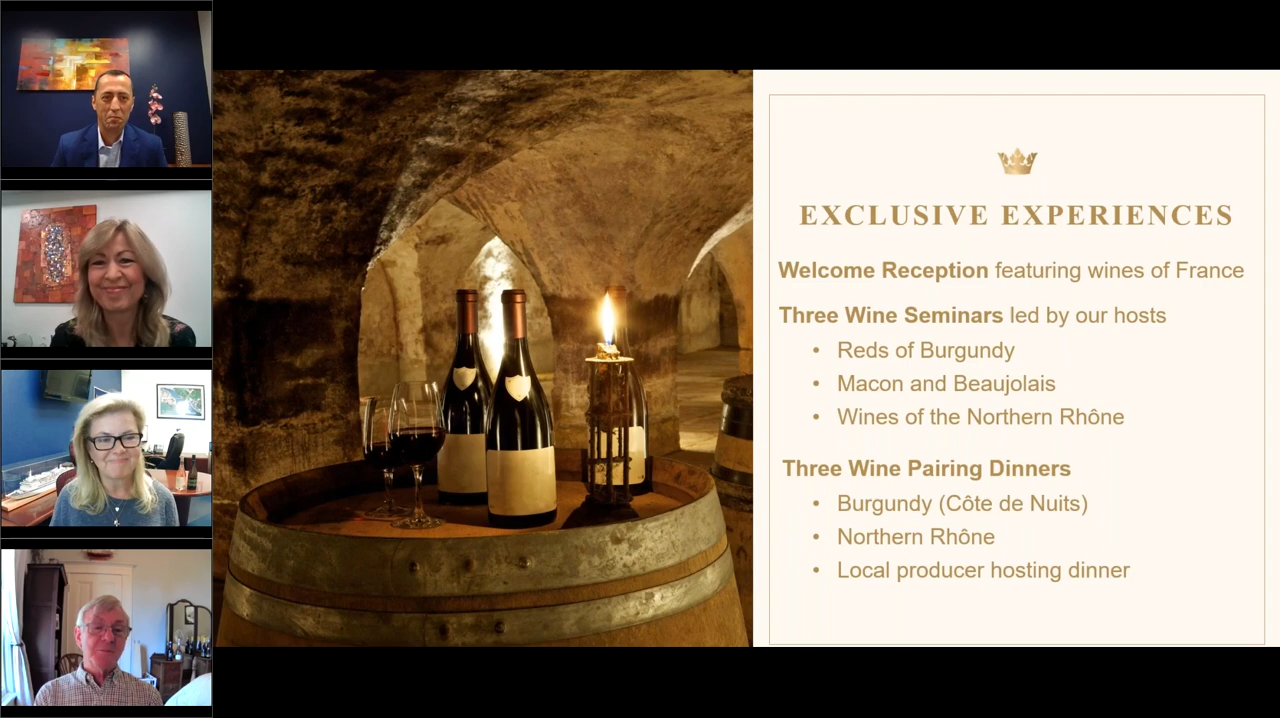 EXCLUSIVE EXPERIENCES
Welcome Reception featuring wines of France
Three Wine Seminars led by our hosts
• Reds of Burgundy
• Macon and Beaujolais
• Wines of the Northern Rhône
Three Wine Pairing Dinners
• Burgundy (Côte de Nuits)
• Northern Rhône
• Local producer hosting dinner